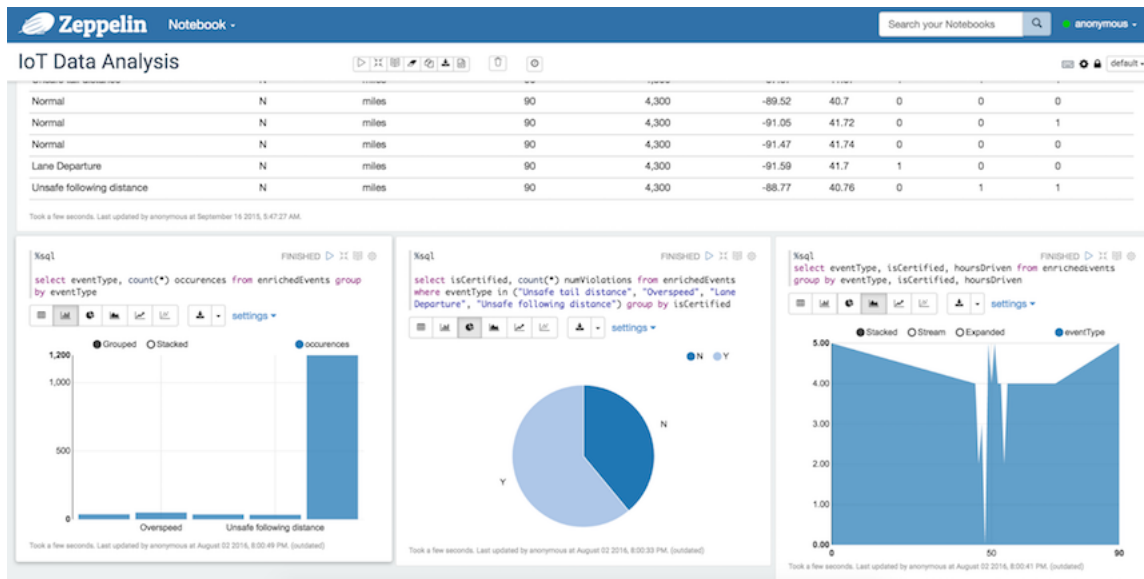 Zeppelin Notebook Search your Notebooks anonymous
IoT Data Analysis default
Normal N miles 90 4,300 -89.52 40.7 0 0 0
Normal N miles 90 4,300 -91.05 41.72 0 0 1
Normal N miles 90 4,300 -91.47 41.74 0 0 0
Lane Departure N miles 90 4,300 -91.59 41.7 1 0 0
Unsafe following distance N miles 90 4,300 -88.77 40.76 0 1 1
Took a few seconds. Last updated by anonymous at September 16 2015, 9:47:27 AM.
%sql FINISHED
select eventType, count(*) occurences from enrichedEvents group
by eventType
settings
Grouped Stacked occurences
1,200
1,000
500
0
Overspeed Unsafe following distance
Took a few seconds. Last updated by anonymous at August 02 2016, 8:00:49 PM. (outdated)
%sql FINISHED
select isCertified, count(*) numViolations from enrichedEvents
where eventType in ("Unsafe tail distance", "Overspeed", "Lane
Departure", "Unsafe following distance") group by isCertified
settings
N Y
N
Y
Took a few seconds. Last updated by anonymous at August 02 2016, 8:00:33 PM. (outdated)
%sql FINISHED
select eventType, isCertified, hoursDriven from enrichedEvents
group by eventType, isCertified, hoursDriven
settings
Stacked Stream Expanded eventType
5.00
4.00
3.00
2.00
1.00
0.00
0 50 90
Took a few seconds. Last updated by anonymous at August 02 2016, 8:00:41 PM. (outdated)